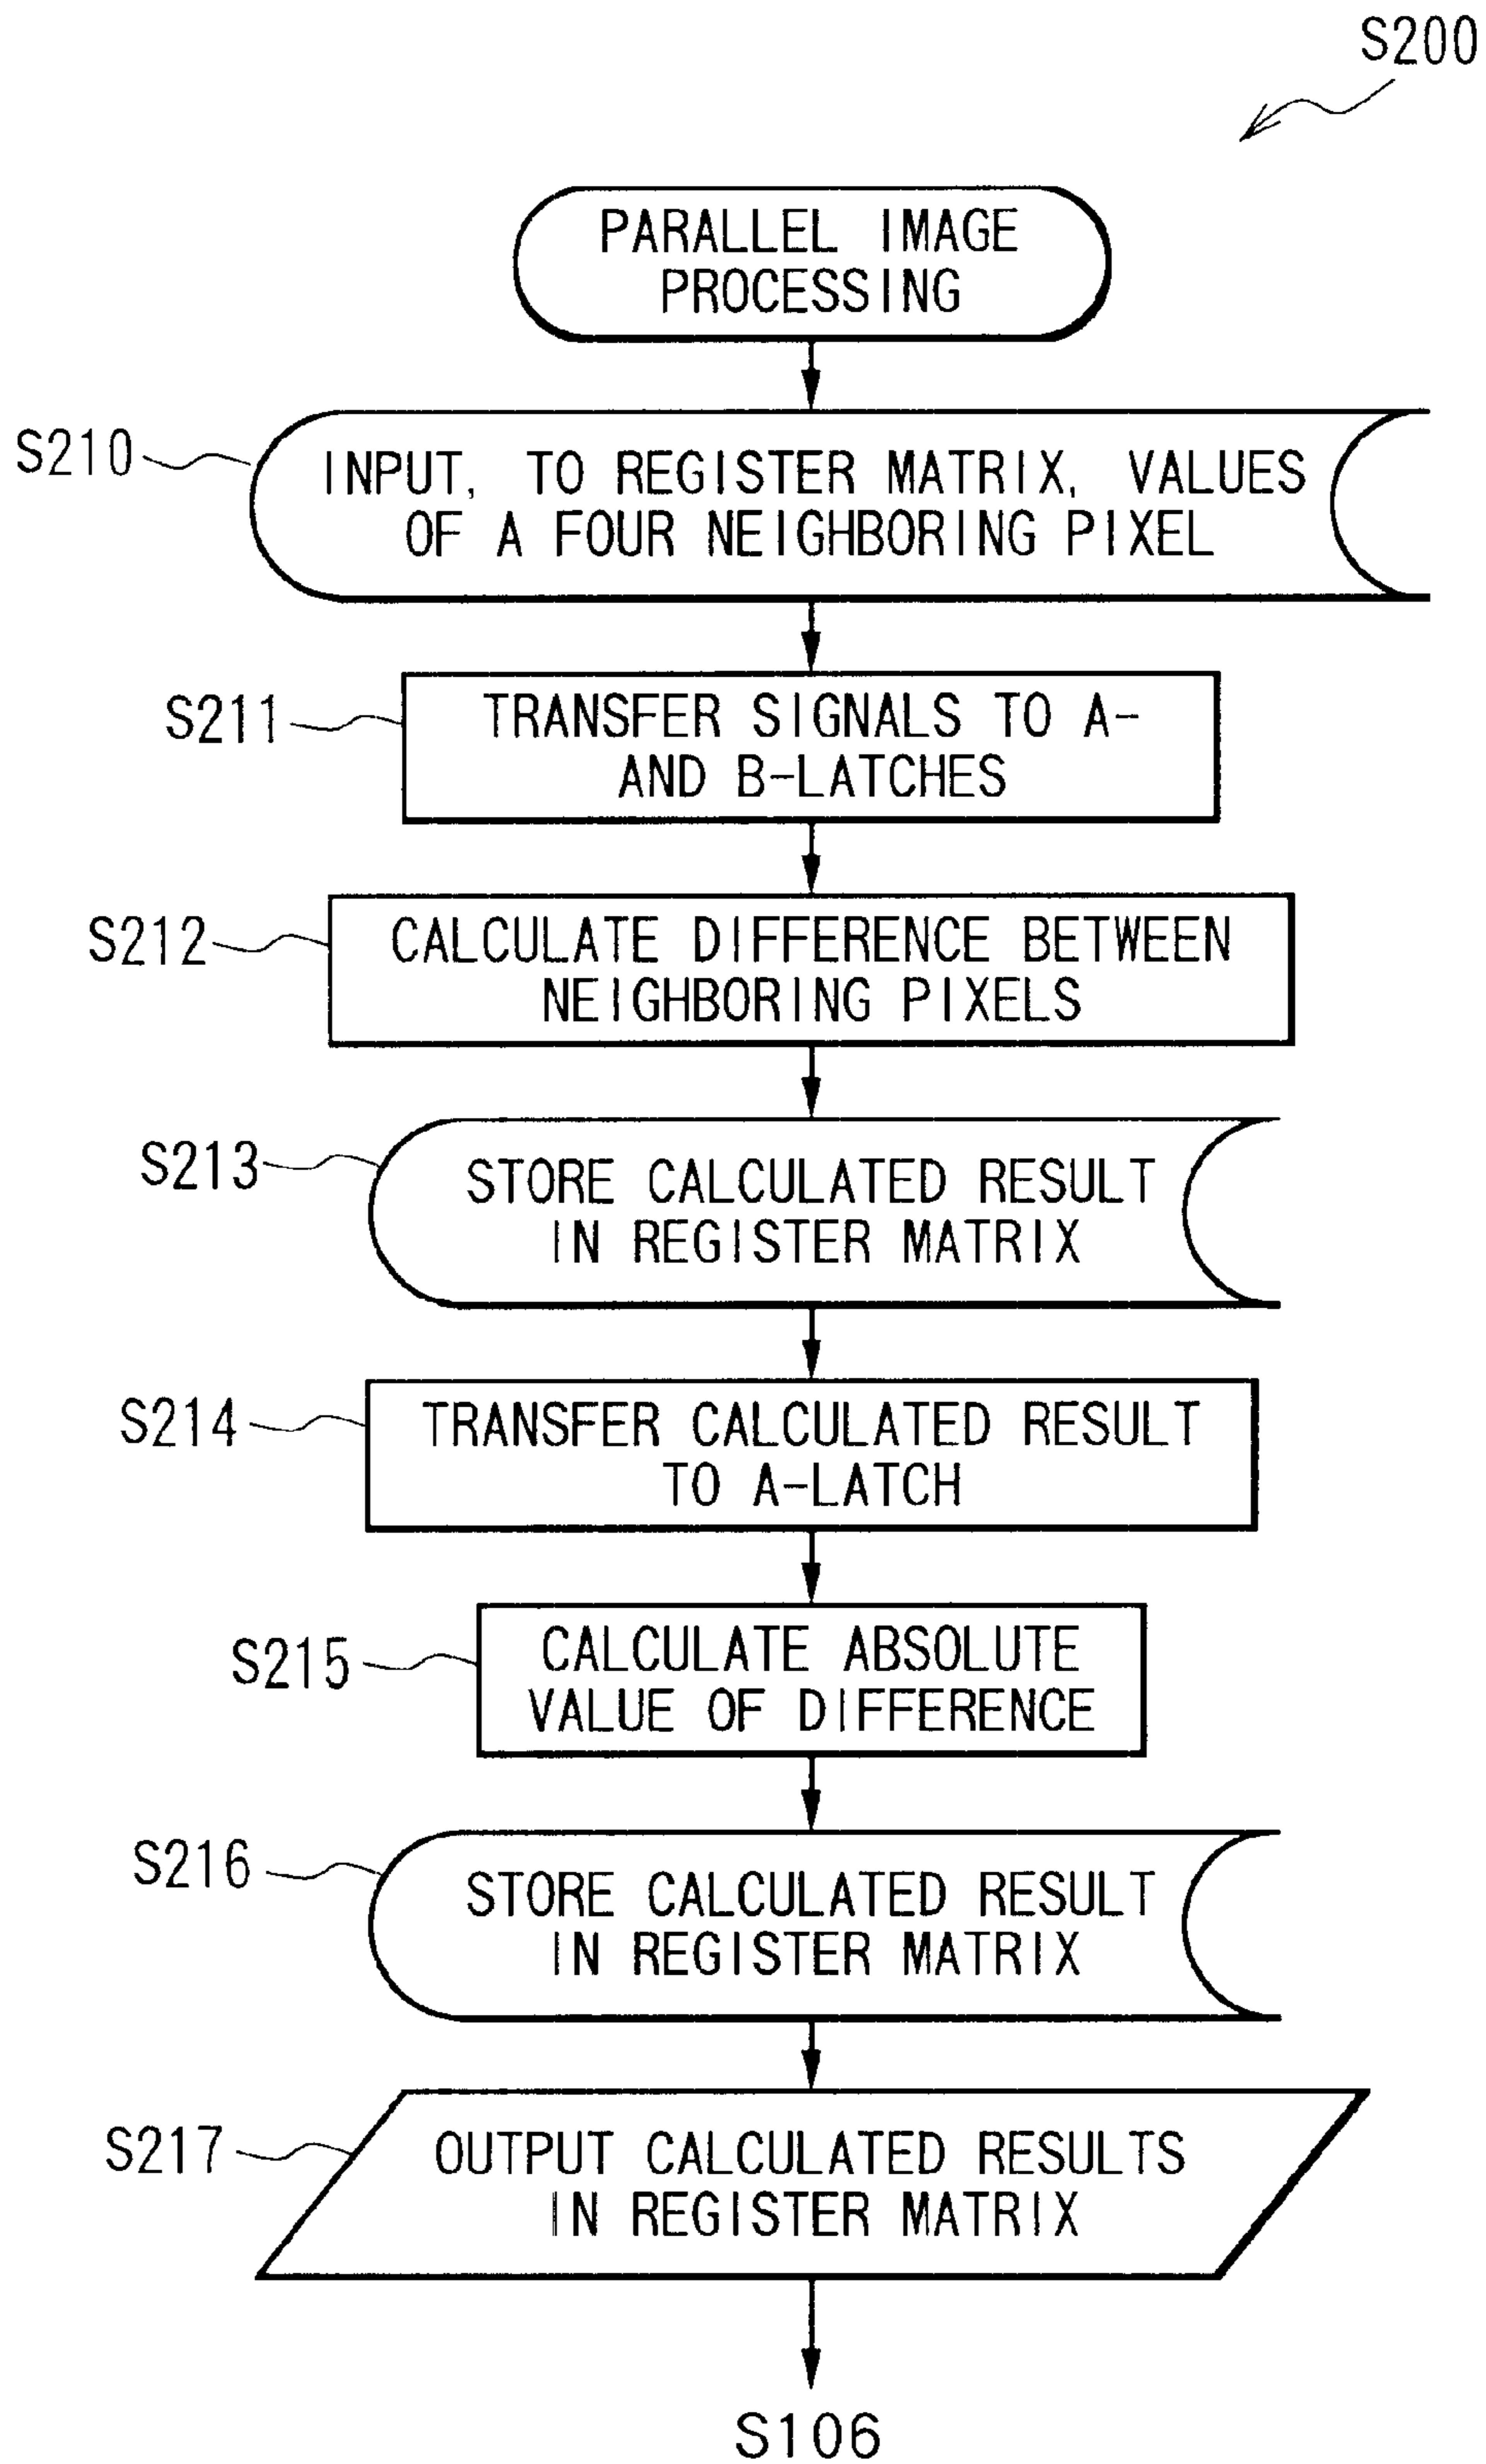 S200
PARALLEL IMAGE
PROCESSING
S210
INPUT, TO REGISTER MATRIX, VALUES
OF A FOUR NEIGHBORING PIXEL
S211
TRANSFER SIGNALS TO A-
AND B-LATCHES
S212
CALCULATE DIFFERENCE BETWEEN
NEIGHBORING PIXELS
S213
STORE CALCULATED RESULT
IN REGISTER MATRIX
S214
TRANSFER CALCULATED RESULT
TO A-LATCH
S215
CALCULATE ABSOLUTE
VALUE OF DIFFERENCE
S216
STORE CALCULATED RESULT
IN REGISTER MATRIX
S217
OUTPUT CALCULATED RESULTS
IN REGISTER MATRIX
S106